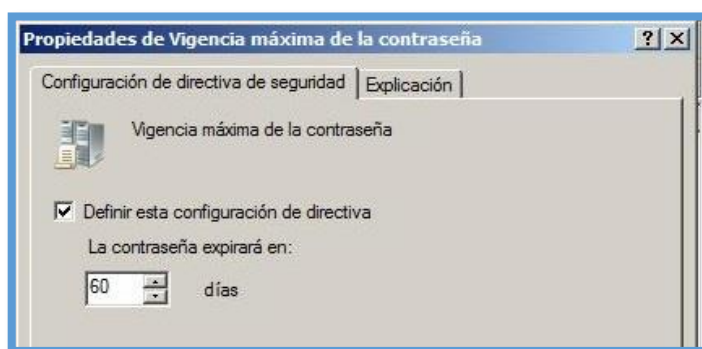 Propiedades de Vigencia máxima de la contraseña
Configuración de directiva de seguridad
Explicación
Vigencia máxima de la contraseña
Definir esta configuración de directiva
La contraseña expirará en:
60 días